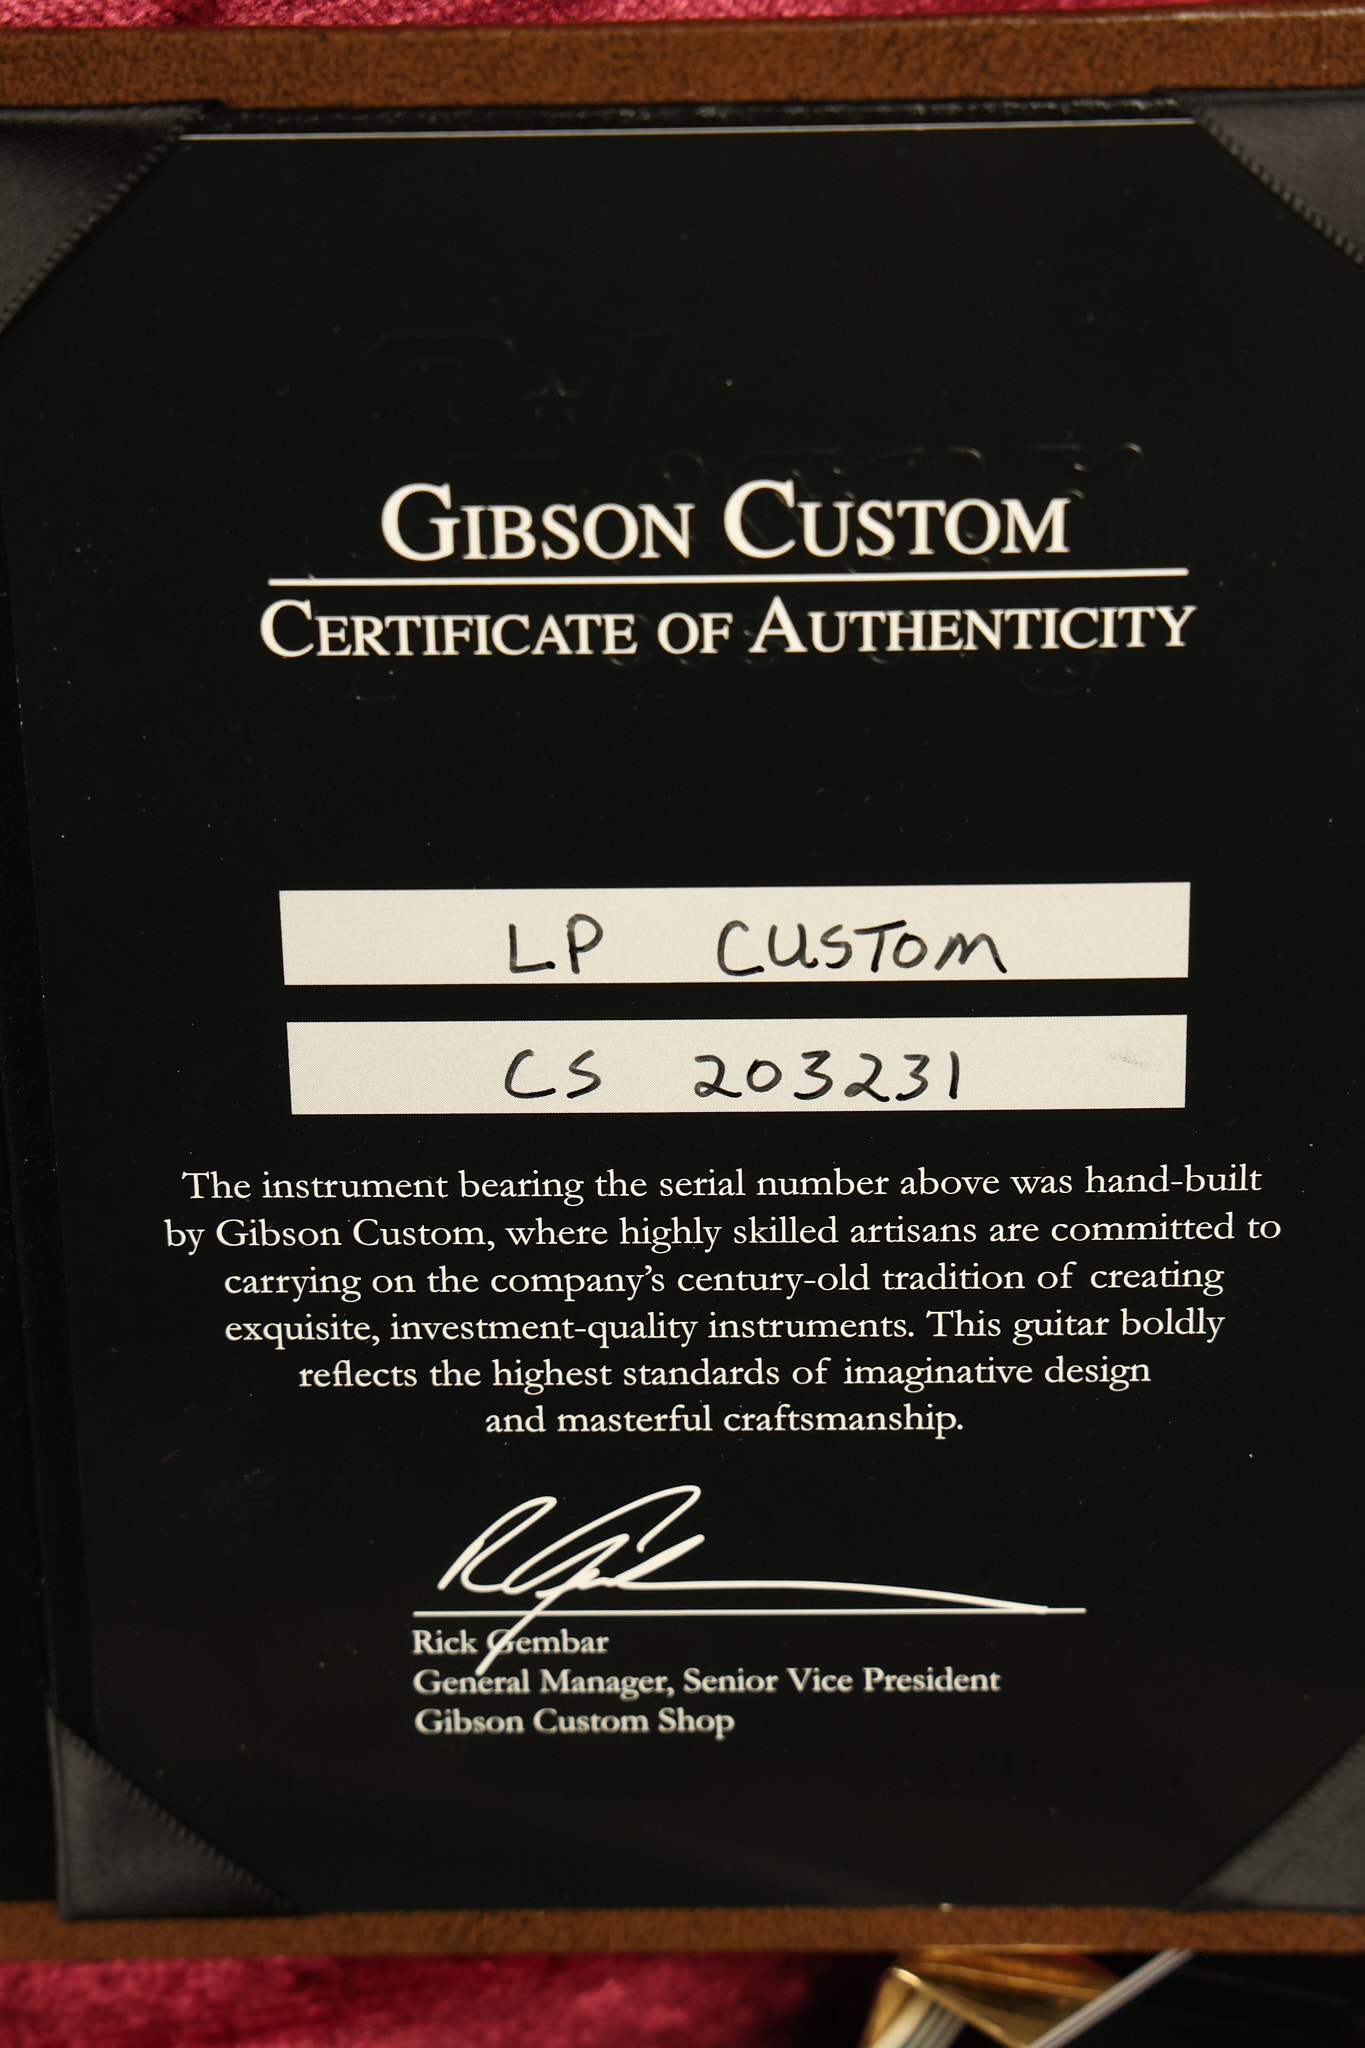 GIBSON CUSTOM
CERTIFICATE OF AUTHENTICITY
LP CUSTOM
CS 203231
The instrument bearing the serial number above was hand-built
by Gibson Custom, where highly skilled artisans are committed to
carrying on the company's century-old tradition of creating
exquisite, investment-quality instruments. This guitar boldly
reflects the highest standards of imaginative design
and masterful craftsmanship.
Rick Gembar
General Manager, Senior Vice President
Gibson Custom Shop